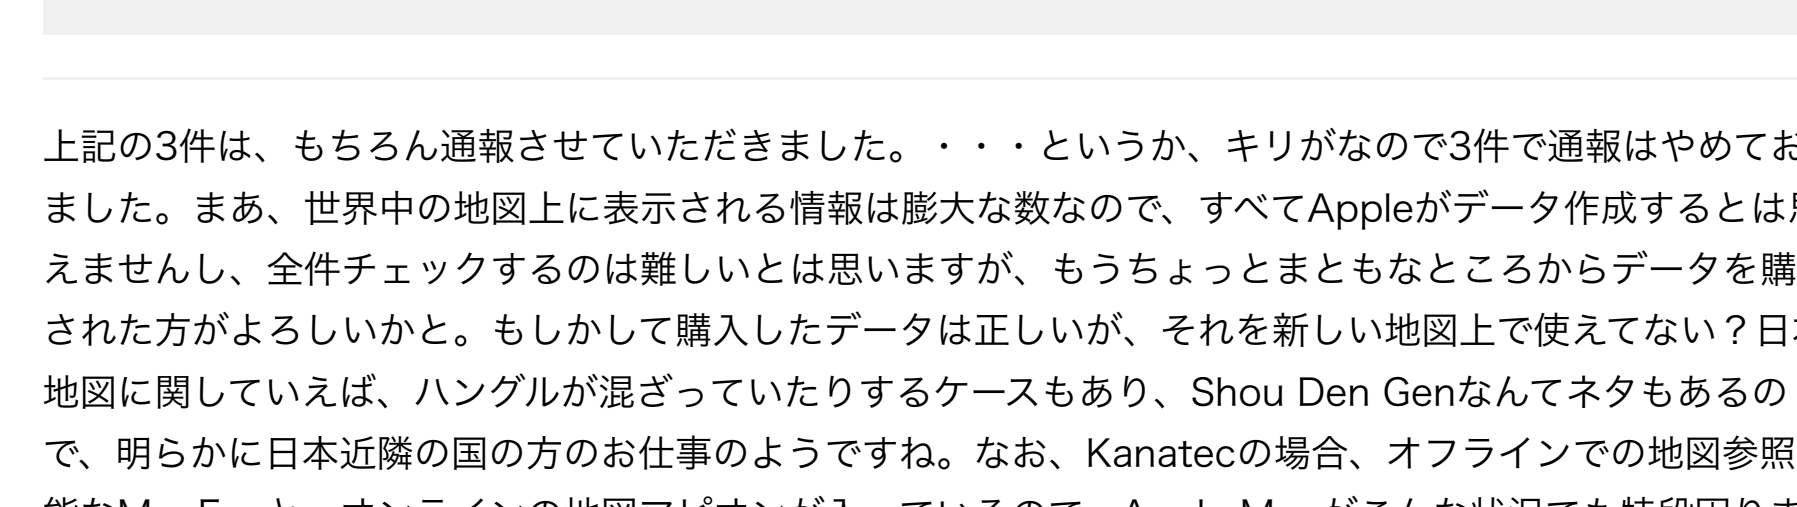 上記の3件は、もちろん通報させていただきました。・・・というか、キリがなので3件で通報はやめてお
ました。まあ、世界中の地図上に表示される情報は膨大な数なので、すべてAppleがデータ作成するとは
えませんし、全件チェックするのは難しいとは思いますが、もうちょっとまともなところからデータを購
された方がよろしいかと。もしかして購入したデータは正しいが、それを新しい地図上で使えてない？日
地図に関していえば、ハングルが混ざっていたりするケースもあり、Shou Den Genなんてネタもあるの
で、明らかに日本近隣の国の方のお仕事のようですね。なお、Kanatecの場合、オフラインでの地図参照